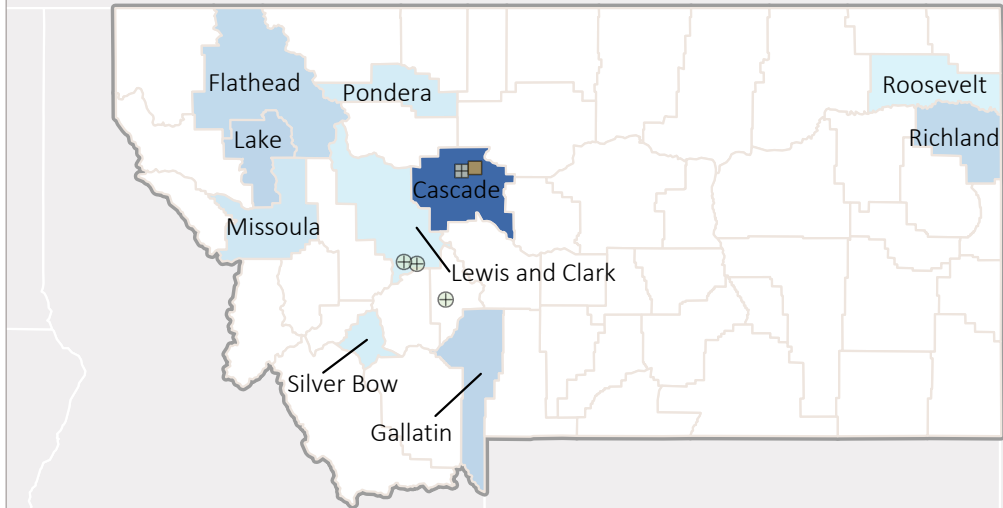 Flathead
Pondera
Roosevelt
Lake
Richland
Cascade
Missoula
Lewis and Clark
Silver Bow
Gallatin